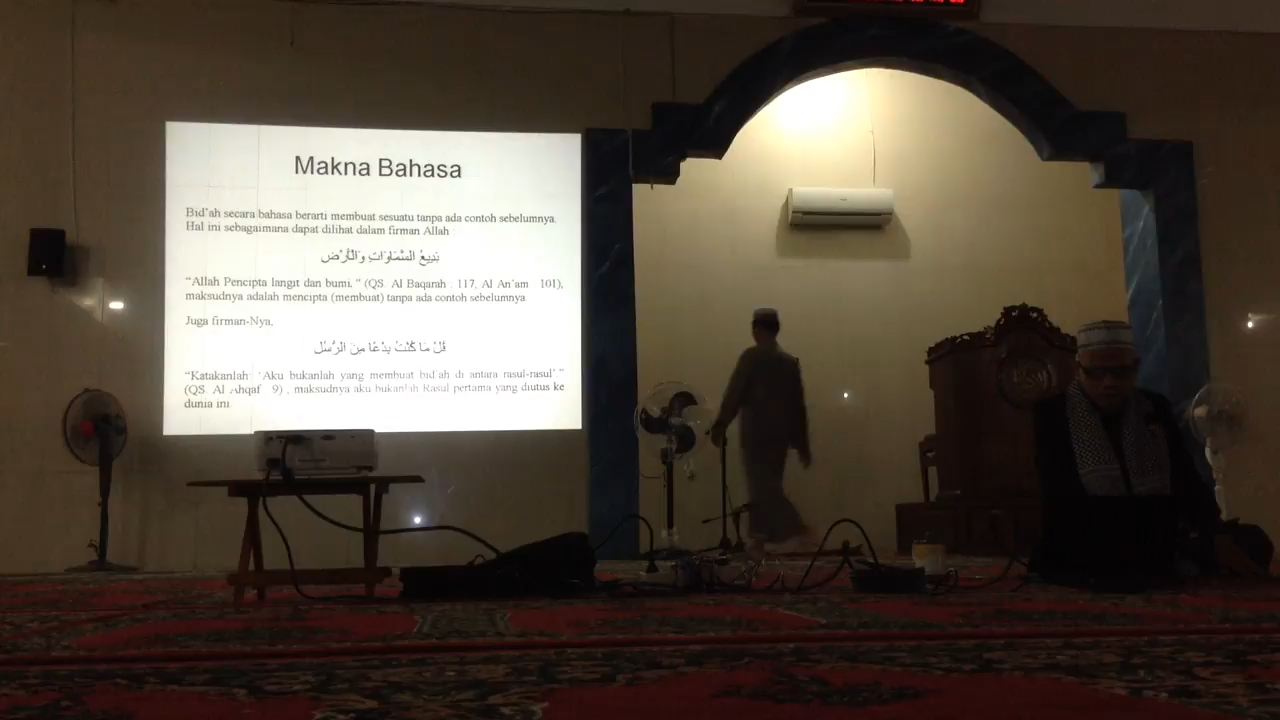 Makna Bahasa
Bid'ah secara bahasa berarti membuat sesuatu tanpa ada contoh sebelumnya.
Hal ini sebagaimana dapat dilihat dalam firman Allah :
بَدِيعُ السَّمَاوَاتِ وَالْأَرْضِ
“Allah Pencipta langit dan bumi.” (QS. Al Baqarah : 117, Al An’am : 101),
maksudnya adalah mencipta (membuat) tanpa ada contoh sebelumnya.
Juga firman-Nya,
قُلْ مَا كُنْتُ بِدْعًا مِنَ الرُّسُلِ
“Katakanlah: ‘Aku bukanlah yang membuat bid’ah di antara rasul-rasul’.”
(QS. Al Ahqaf : 9) , maksudnya aku bukanlah Rasul pertama yang diutus ke
dunia ini.